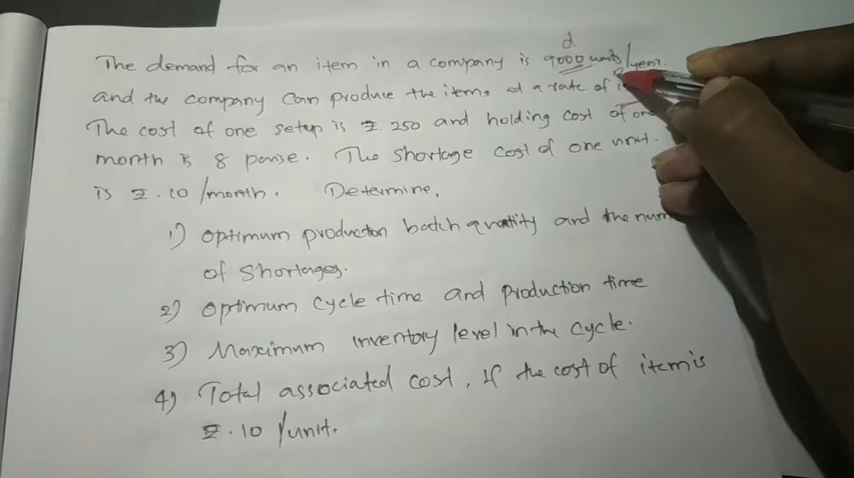 d
The demand for an item in a company is 9000 units/year.
and the company can produce the items at a rate of
The cost of one setup is ₹ 250 and holding cost of one
month is 8 paise. The shortage cost of one unit.
is ₹.10/month. Determine.
1) Optimum production batch quantity and the num
of shortages.
2) Optimum cycle time and production time
3) Maximum inventory level in the cycle.
4) Total associated cost, If the cost of item is
₹.10/unit.